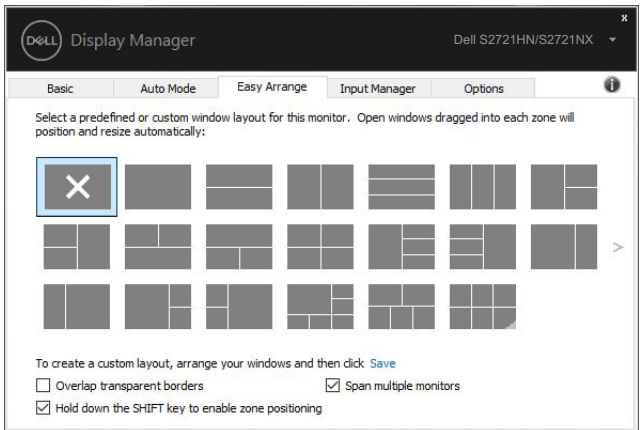 DELL Display Manager
Dell S2721HN/S2721NX
x
Basic Auto Mode Easy Arrange Input Manager Options
i
Select a predefined or custom window layout for this monitor. Open windows dragged into each zone will
position and resize automatically:
>
To create a custom layout, arrange your windows and then click Save
Overlap transparent borders
Span multiple monitors
Hold down the SHIFT key to enable zone positioning